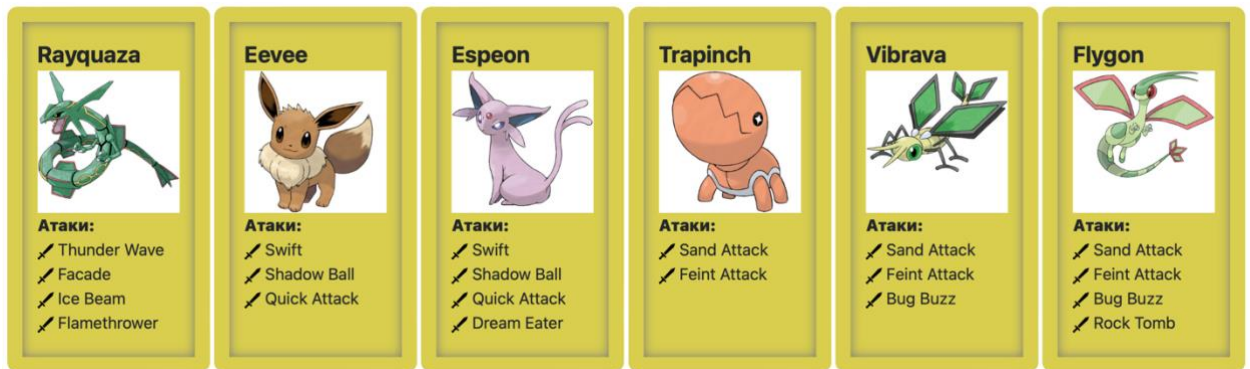 Rayquaza
Атаки:
Thunder Wave
Facade
Ice Beam
Flamethrower
Eevee
Атаки:
Swift
Shadow Ball
Quick Attack
Espeon
Атаки:
Swift
Shadow Ball
Quick Attack
Dream Eater
Trapinch
Атаки:
Sand Attack
Feint Attack
Vibrava
Атаки:
Sand Attack
Feint Attack
Bug Buzz
Flygon
Атаки:
Sand Attack
Feint Attack
Bug Buzz
Rock Tomb